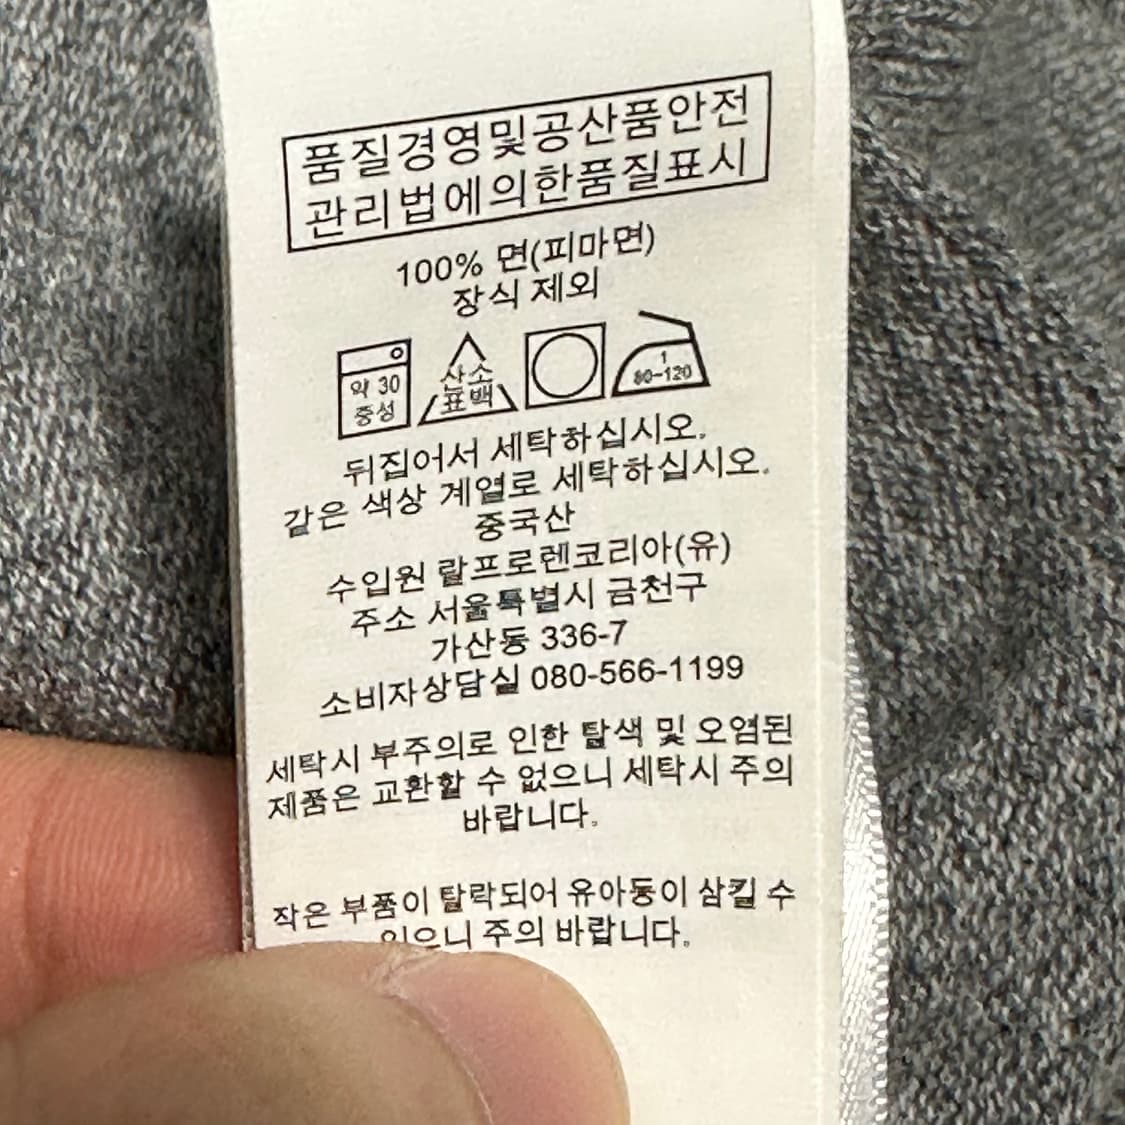 품질경영및공산품안전
관리법에의한품질표시
100% 면(피마면)
장식 제외
약 30
중성
산소
표백
1
80-120
뒤집어서 세탁하십시오.
같은 색상 계열로 세탁하십시오.
중국산
수입원 랄프로렌코리아(유)
주소 서울특별시 금천구
가산동 336-7
소비자상담실 080-566-1199
세탁시 부주의로 인한 탈색 및 오염된
제품은 교환할 수 없으니 세탁시 주의
바랍니다.
작은 부품이 탈락되어 유아동이 삼킬 수
있으니 주의 바랍니다.